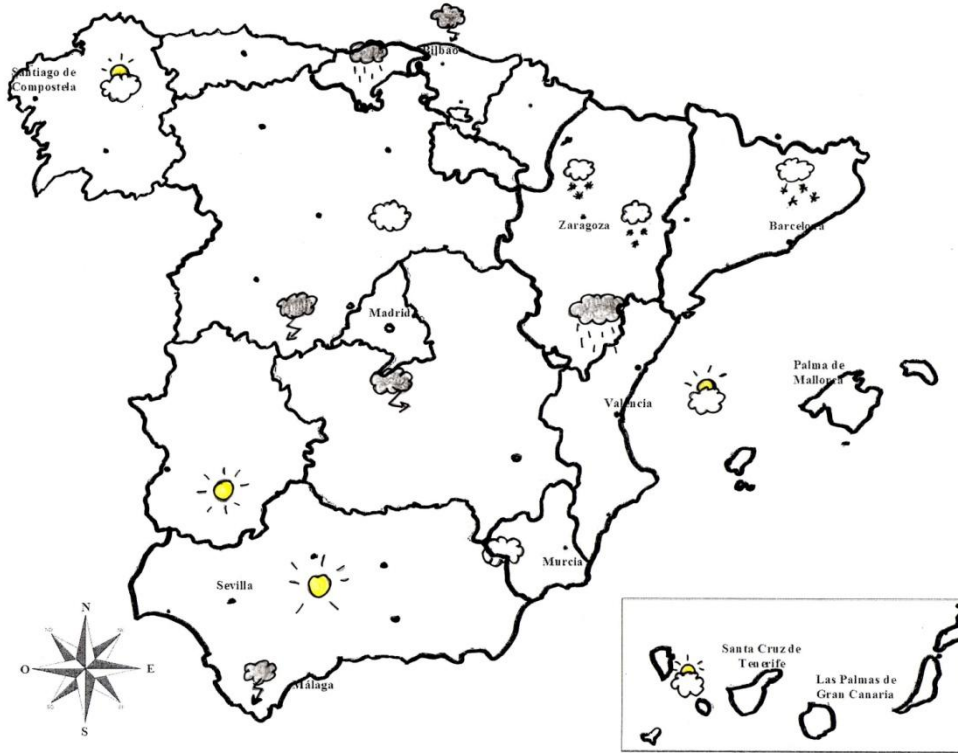 Bilbao
Santiago de
Compostela
Zaragoza
Barcelona
Madrid
Palma de
Mallorca
Valencia
Murcia
Sevilla
Málaga
N
O
E
S
Santa Cruz de
Tenerife
Las Palmas de
Gran Canaria